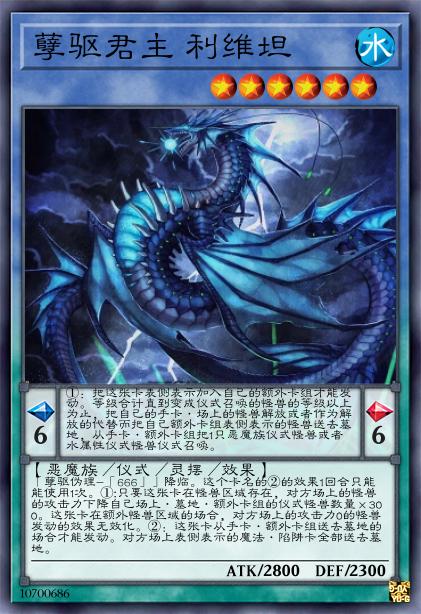 孽驱君主 利维坦
水
①：把这张卡表侧表示加入自己的额外卡组才能发
动。等级合计直到变成仪式召唤的怪兽的等级以上
为止，把自己的手卡·场上的怪兽解放或者作为解放
的代替而把自己额外卡组表侧表示的怪兽送去墓
地，从手卡·额外卡组把1只恶魔族仪式怪兽或者
水属性仪式怪兽仪式召唤。
6
6
【恶魔族／仪式／灵摆／效果】
「孽驱伪理-「666」」降临。这个卡名的②的效果1回合只能
能使用1次。①：只要这张卡在怪兽区域存在，对方场上的怪兽
的攻击力下降自己场上·墓地·额外卡组的仪式怪兽数量×30
0。这张卡在额外怪兽区域的场合，对方场上的攻击力0的怪兽
发动的效果无效化。②：这张卡从手卡·额外卡组送去墓地的
场合才能发动。对方场上表侧表示的魔法·陷阱卡全部送去墓
地。
ATK/2800 DEF/2300
10700686